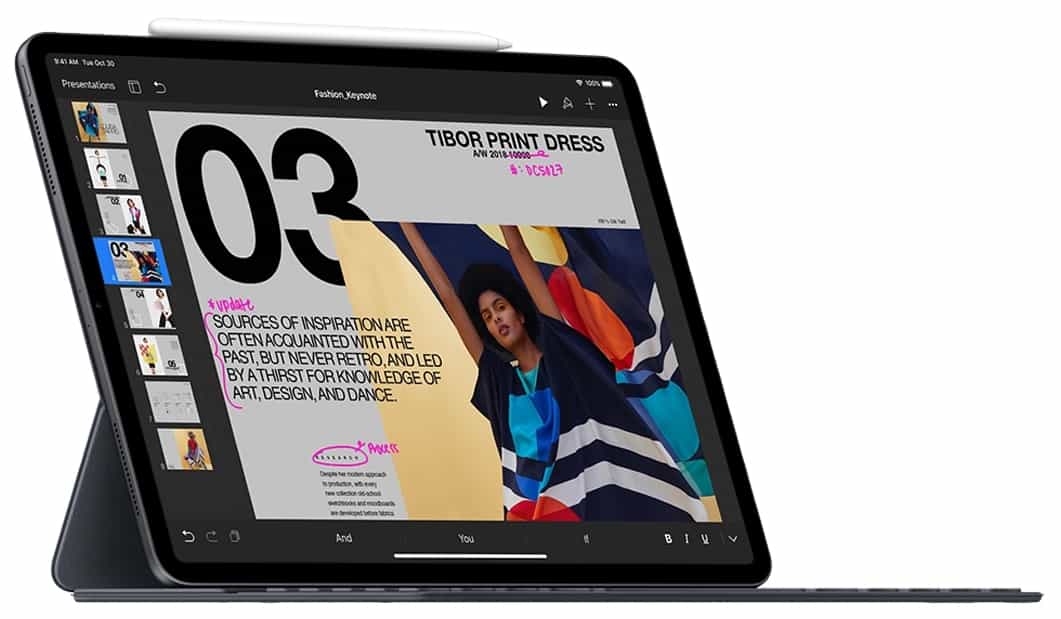 9:41 AM Tue Oct 30
100%
Presentations
Fashion_Keynote
03
TIBOR PRINT DRESS
A/W 2018-10000
#: DC5027
*update
SOURCES OF INSPIRATION ARE
OFTEN ACQUAINTED WITH THE
PAST, BUT NEVER RETRO, AND LED
BY A THIRST FOR KNOWLEDGE OF
ART, DESIGN, AND DANCE.
RESEARCH
Despite her modern approach
to production, with every
new collection old-school
sketchbooks and moodboards
are developed before fabrics
03
And You if
B I U